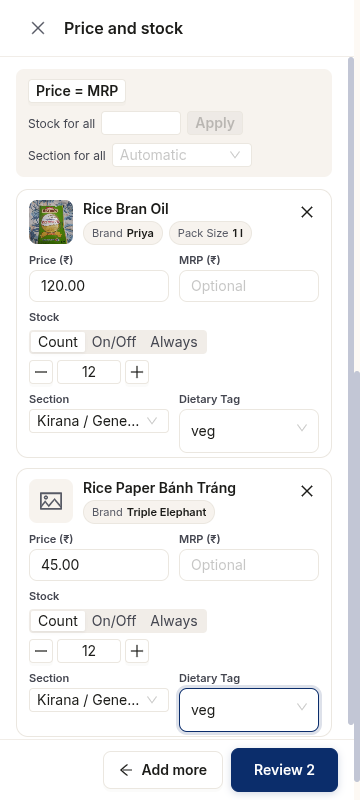 Price and stock
Price = MRP
Stock for all
Apply
Section for all
Automatic
Rice Bran Oil
Brand Priya
Pack Size 1 l
Price (₹)
MRP (₹)
120.00
Optional
Stock
Count On/Off Always
12
Section
Dietary Tag
Kirana / Gene...
veg
Rice Paper Bánh Tráng
Brand Triple Elephant
Price (₹)
MRP (₹)
45.00
Optional
Stock
Count On/Off Always
12
Section
Dietary Tag
Kirana / Gene...
veg
Add more
Review 2